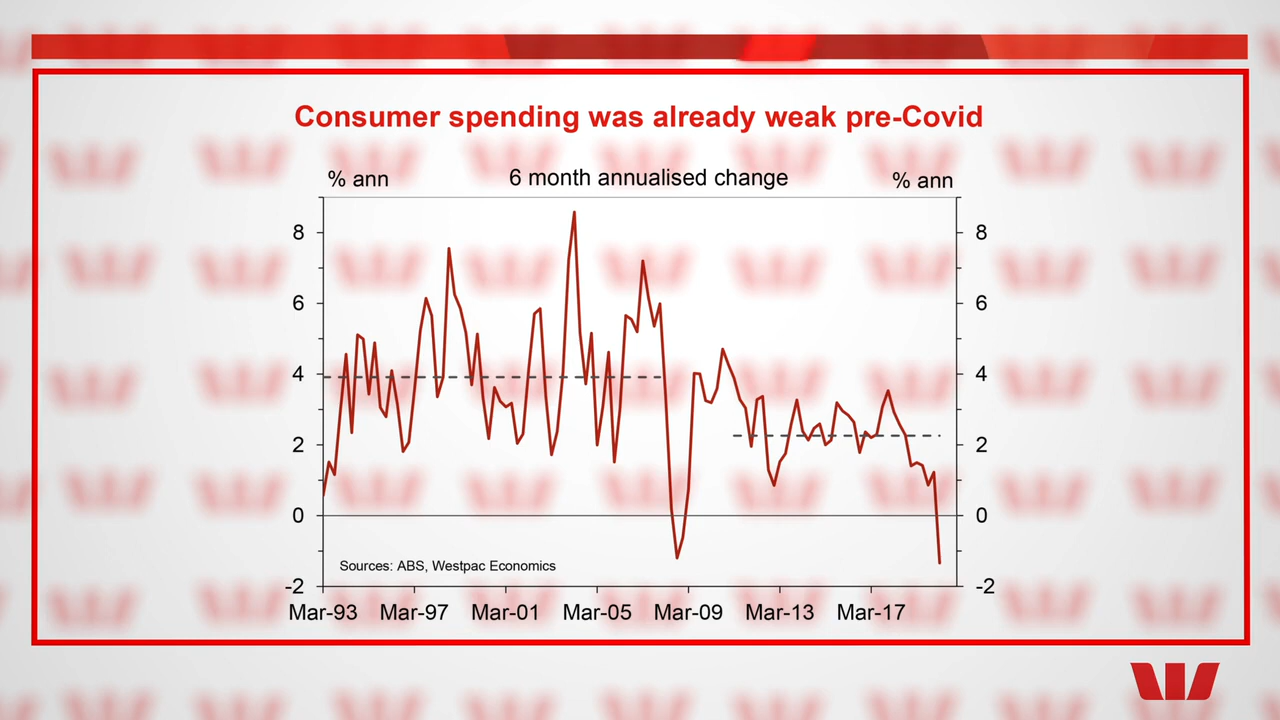 Consumer spending was already weak pre-Covid
% ann 6 month annualised change % ann
8 8
6 6
4 4
2 2
0 0
Sources: ABS, Westpac Economics
-2 -2
Mar-93 Mar-97 Mar-01 Mar-05 Mar-09 Mar-13 Mar-17